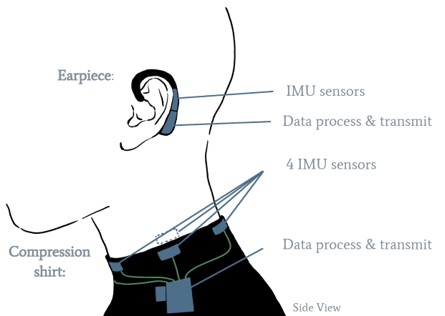 Earpiece:
IMU sensors
Data process & transmit
4 IMU sensors
Compression
shirt:
Data process & transmit
Side View